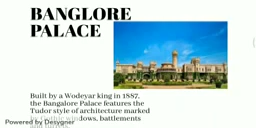 BANGLORE
PALACE
Built by a Wodeyar king in 1887,
the Bangalore Palace features the
Tudor style of architecture marked
windows, battlements
Powered by Desygner